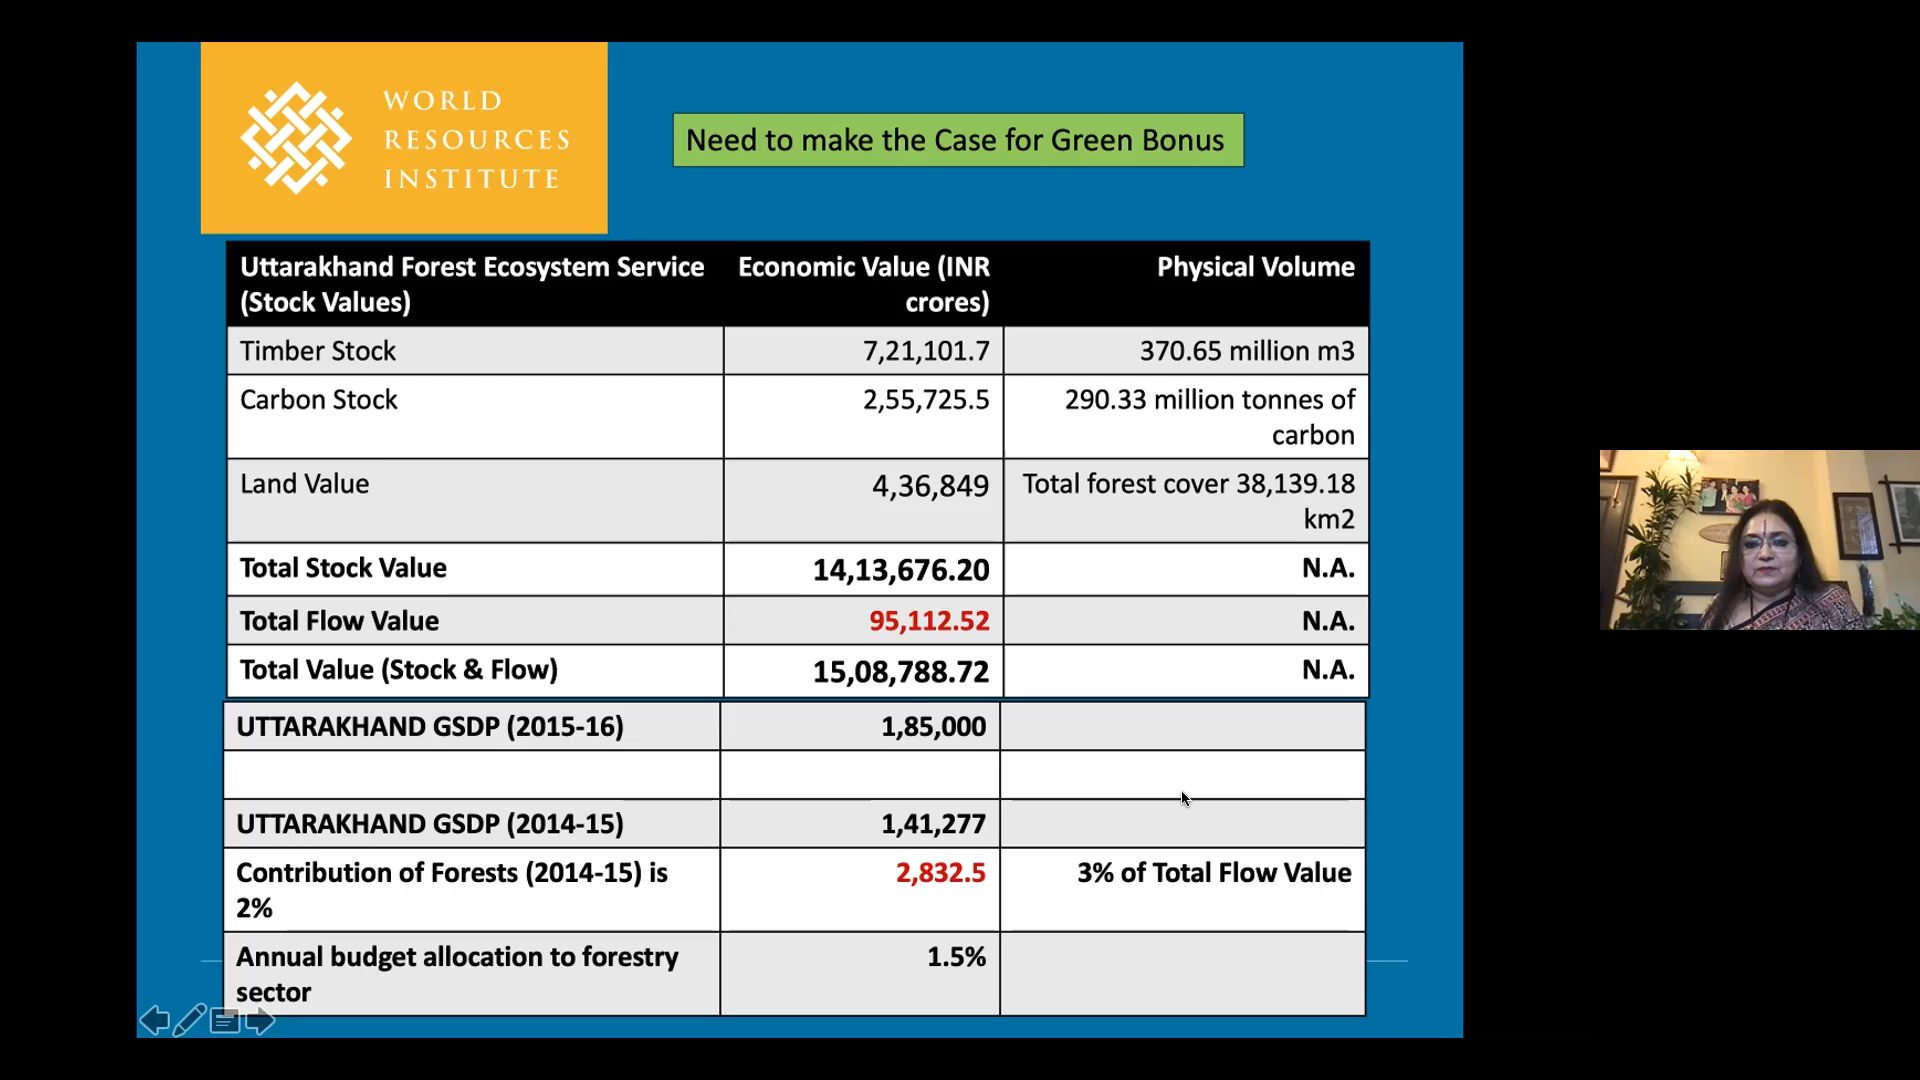 WORLD
RESOURCES
INSTITUTE
Need to make the Case for Green Bonus
Uttarakhand Forest Ecosystem Service (Stock Values)
Economic Value (INR crores)
Physical Volume
Timber Stock
7,21,101.7
370.65 million m3
Carbon Stock
2,55,725.5
290.33 million tonnes of carbon
Land Value
4,36,849
Total forest cover 38,139.18 km2
Total Stock Value
14,13,676.20
N.A.
Total Flow Value
95,112.52
N.A.
Total Value (Stock & Flow)
15,08,788.72
N.A.
UTTARAKHAND GSDP (2015-16)
1,85,000
UTTARAKHAND GSDP (2014-15)
1,41,277
Contribution of Forests (2014-15) is 2%
2,832.5
3% of Total Flow Value
Annual budget allocation to forestry sector
1.5%